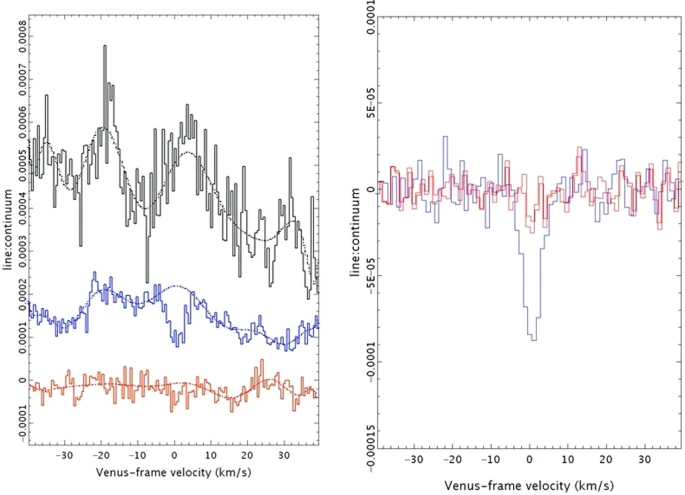 0.0008
0.0007
0.0006
0.0005
0.0004
0.0003
0.0002
0.0001
0
−0.0001
line:continuum
−30 −20 −10 0 10 20 30
Venus−frame velocity (km/s)
0.0001
5E−05
0
−5E−05
−0.0001
−0.00015
line:continuum
−30 −20 −10 0 10 20 30
Venus−frame velocity (km/s)